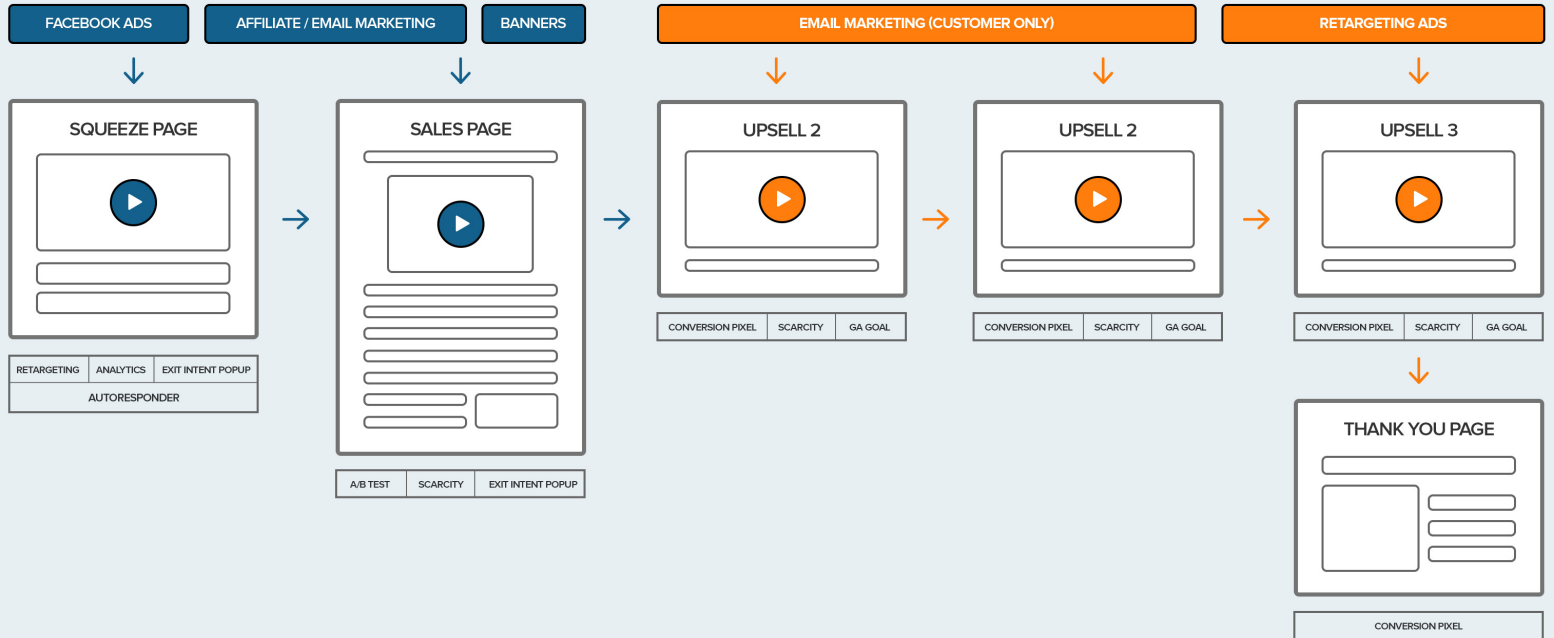 FACEBOOK ADS
AFFILIATE / EMAIL MARKETING
BANNERS
EMAIL MARKETING (CUSTOMER ONLY)
RETARGETING ADS
SQUEEZE PAGE
SALES PAGE
UPSELL 2
UPSELL 2
UPSELL 3
RETARGETING
ANALYTICS
EXIT INTENT POPUP
AUTORESPONDER
A/B TEST
SCARCITY
EXIT INTENT POPUP
CONVERSION PIXEL
SCARCITY
GA GOAL
CONVERSION PIXEL
SCARCITY
GA GOAL
CONVERSION PIXEL
SCARCITY
GA GOAL
THANK YOU PAGE
CONVERSION PIXEL